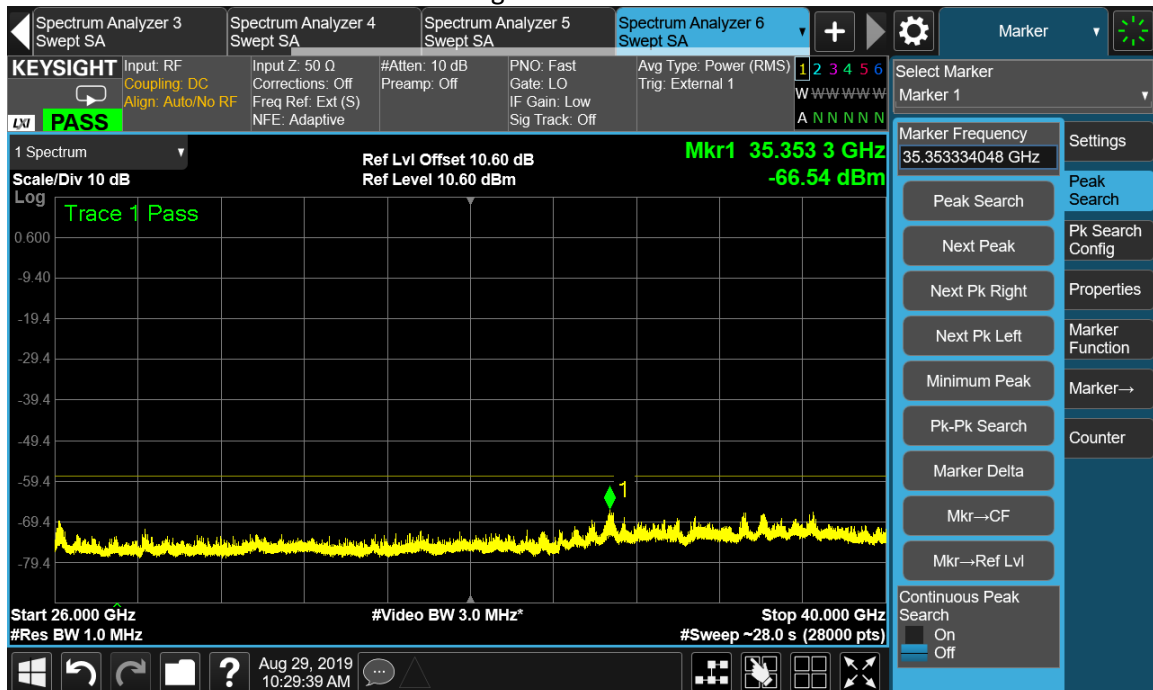 Spectrum Analyzer 3
Swept SA
Spectrum Analyzer 4
Swept SA
Spectrum Analyzer 5
Swept SA
Spectrum Analyzer 6
Swept SA
+
Marker
KEYSIGHT
LXI
PASS
Input: RF
Coupling: DC
Align: Auto/No RF
Input Z: 50 Ω
Corrections: Off
Freq Ref: Ext (S)
NFE: Adaptive
#Atten: 10 dB
Preamp: Off
PNO: Fast
Gate: LO
IF Gain: Low
Sig Track: Off
Avg Type: Power (RMS)
Trig: External 1
1 2 3 4 5 6
W W W W W W
A N N N N N
Select Marker
Marker 1
1 Spectrum
Scale/Div 10 dB
Log
Ref Lvl Offset 10.60 dB
Ref Level 10.60 dBm
Mkr1 35.353 3 GHz
-66.54 dBm
Trace 1 Pass
0.600
-9.40
-19.4
-29.4
-39.4
-49.4
-59.4
-69.4
-79.4
1
Start 26.000 GHz
#Res BW 1.0 MHz
#Video BW 3.0 MHz*
Stop 40.000 GHz
#Sweep ~28.0 s (28000 pts)
Marker Frequency
35.353334048 GHz
Peak Search
Next Peak
Next Pk Right
Next Pk Left
Minimum Peak
Pk-Pk Search
Marker Delta
Mkr→CF
Mkr→Ref Lvl
Continuous Peak
Search
On
Off
Settings
Peak
Search
Pk Search
Config
Properties
Marker
Function
Marker→
Counter
?
Aug 29, 2019
10:29:39 AM